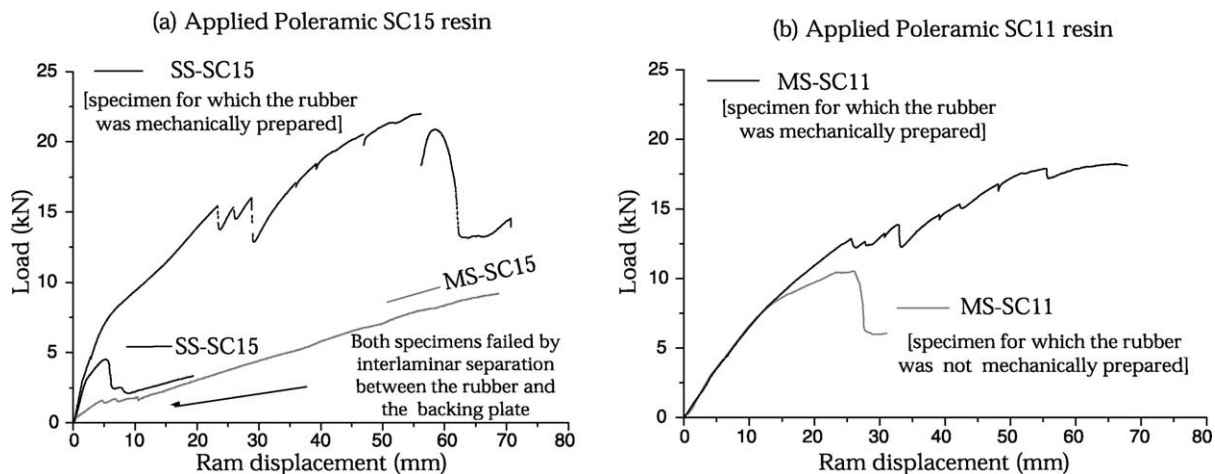 (a) Applied Poleramic SC15 resin
25
20
15
10
5
0
Load (kN)
SS-SC15
[specimen for which the rubber
was mechanically prepared]
MS-SC15
SS-SC15
Both specimens failed by
interlaminar separation
between the rubber and
the backing plate
0 10 20 30 40 50 60 70 80
Ram displacement (mm)
(b) Applied Poleramic SC11 resin
25
20
15
10
5
0
Load (kN)
MS-SC11
[specimen for which the rubber
was mechanically prepared]
MS-SC11
[specimen for which the rubber
was not mechanically prepared]
0 10 20 30 40 50 60 70 80
Ram displacement (mm)